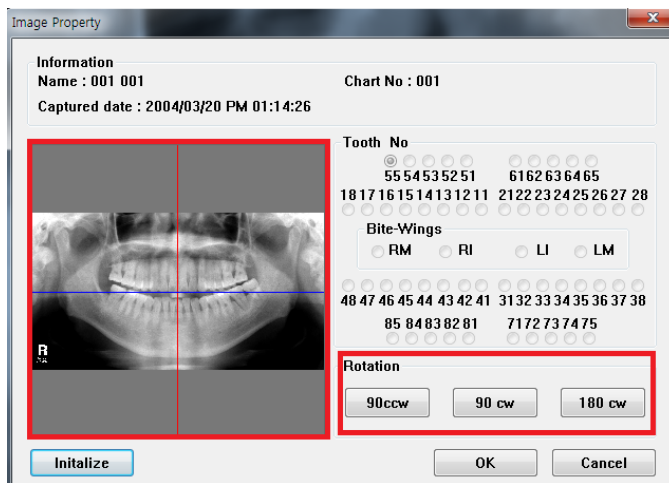 Image Property
Information
Name : 001 001
Chart No : 001
Captured date : 2004/03/20 PM 01:14:26
Tooth No
55 54 53 52 51
61 62 63 64 65
18 17 16 15 14 13 12 11
21 22 23 24 25 26 27 28
Bite-Wings
RM
RI
LI
LM
48 47 46 45 44 43 42 41
31 32 33 34 35 36 37 38
85 84 83 82 81
71 72 73 74 75
R
Rotation
90ccw
90 cw
180 cw
Initalize
OK
Cancel